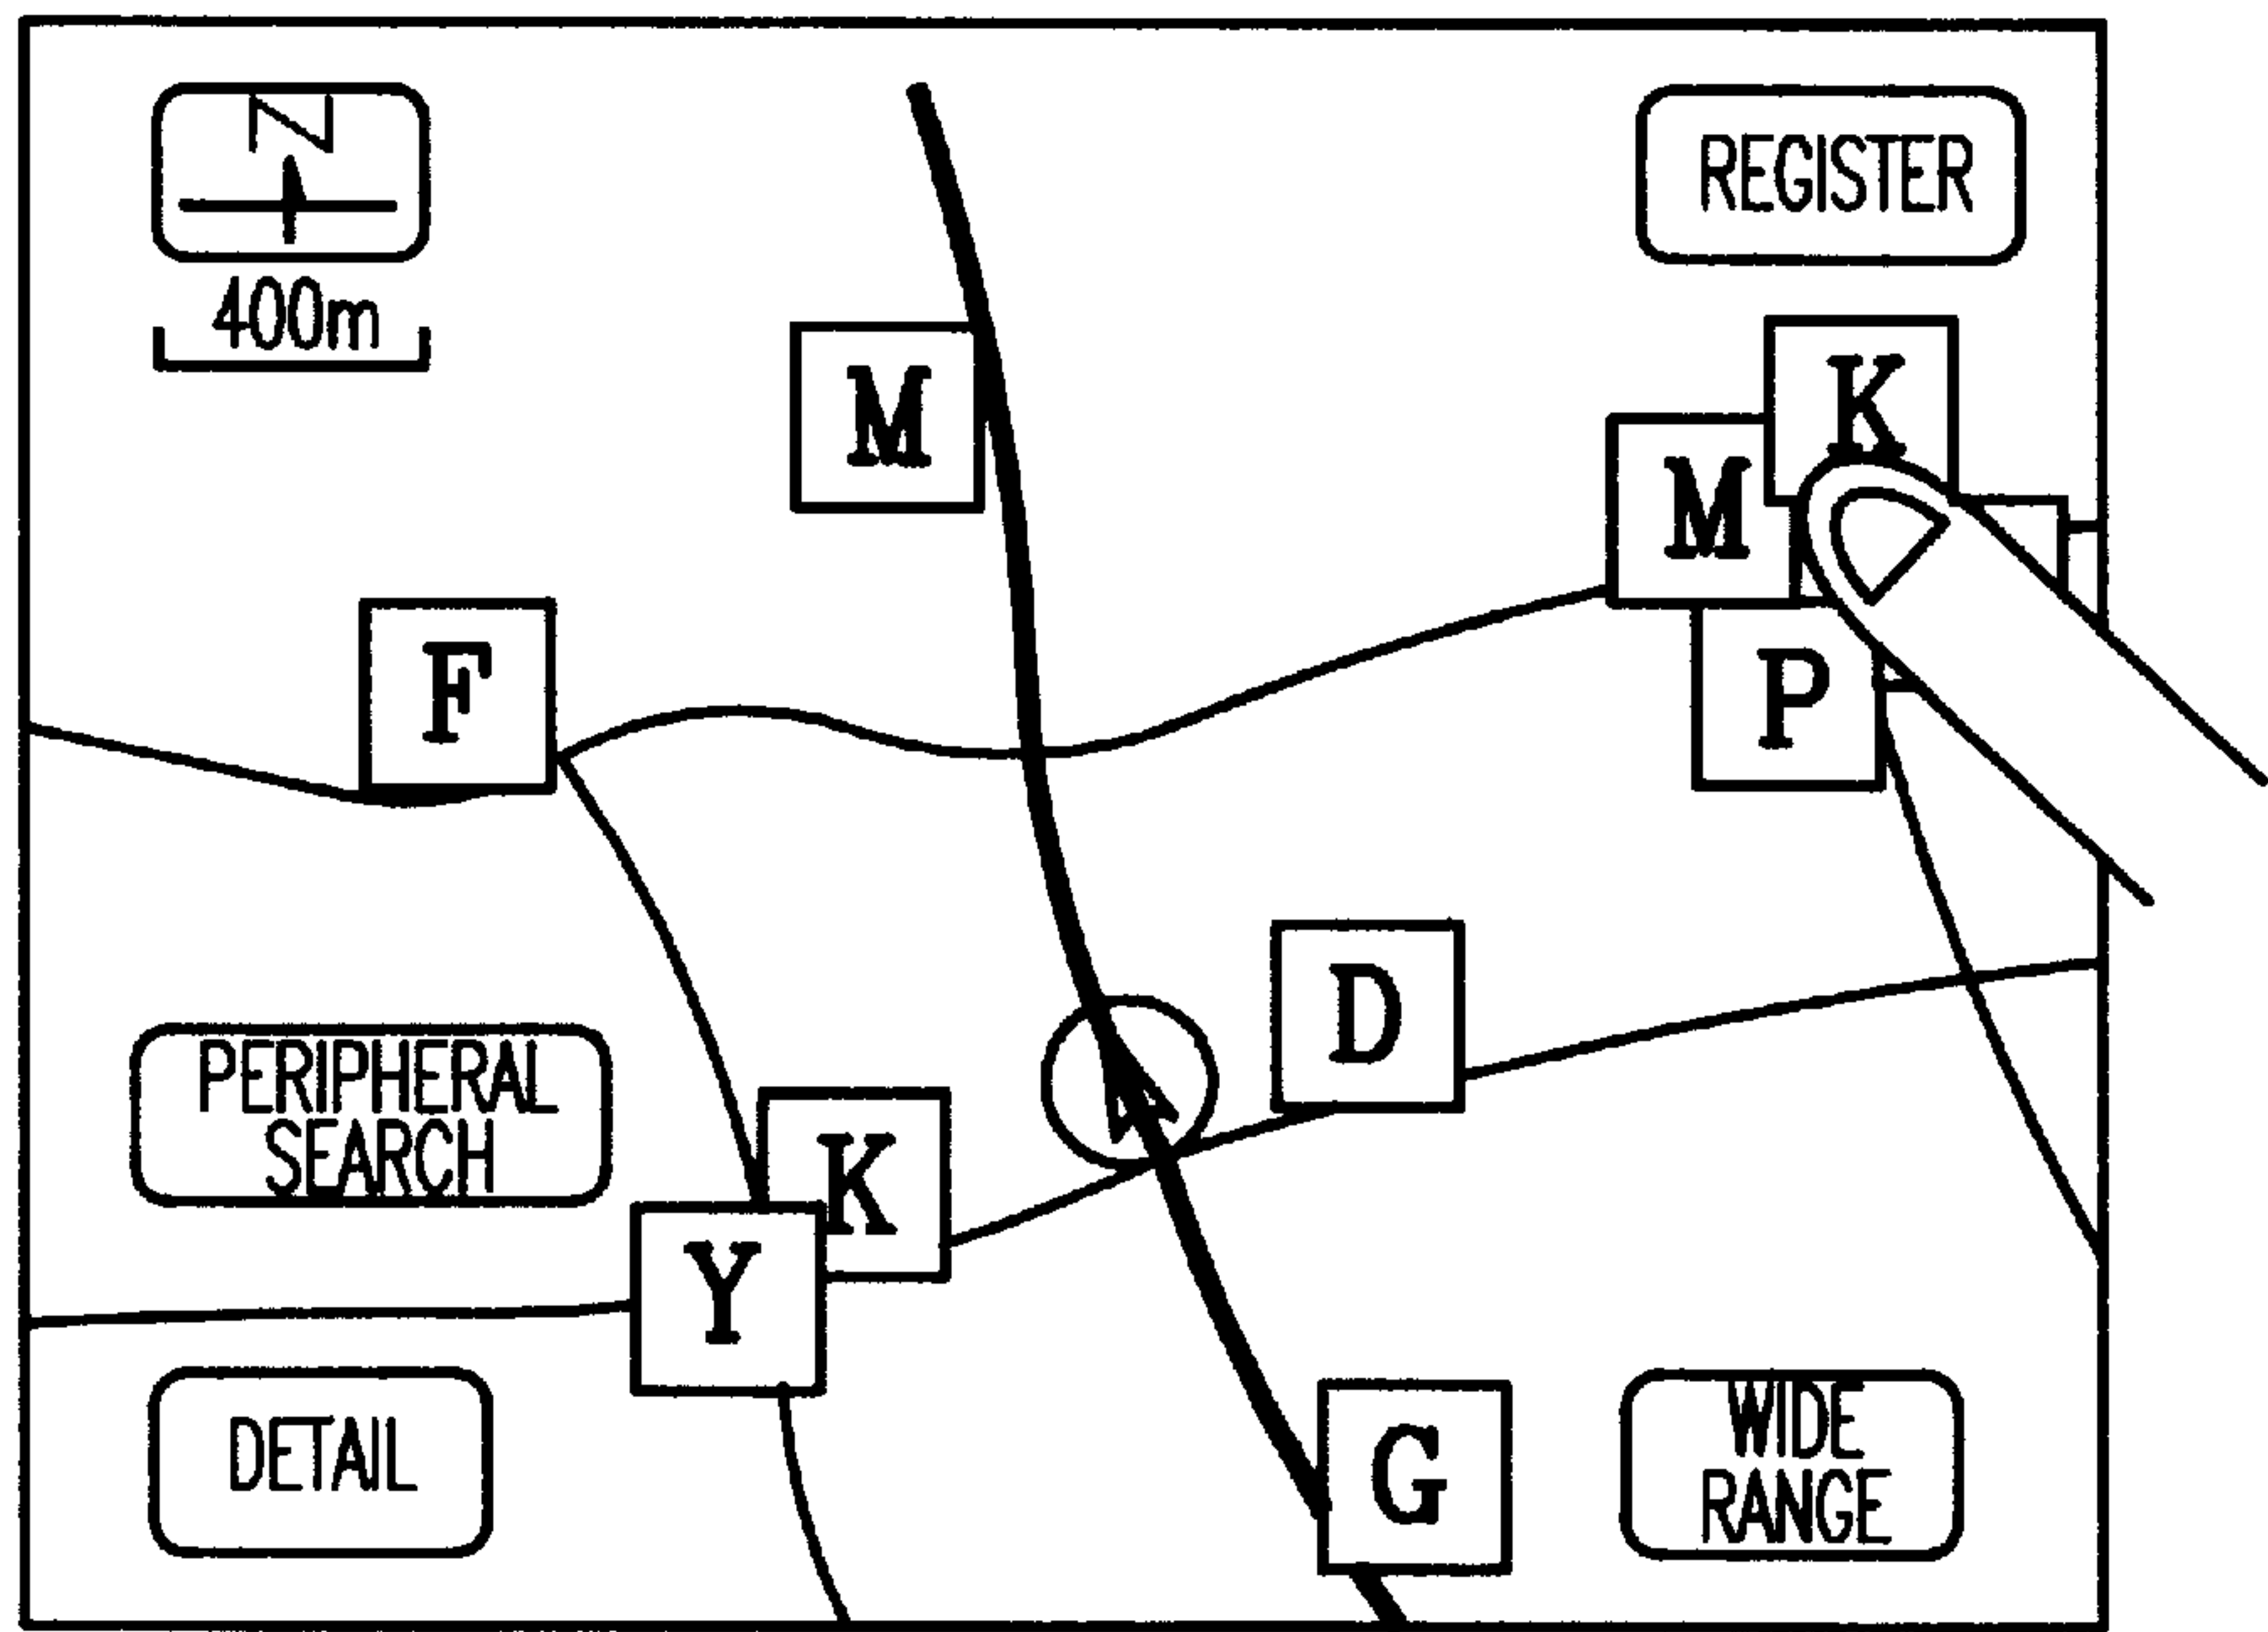 N
REGISTER
400m
M
K
M
F
P
D
PERIPHERAL
SEARCH
K
Y
DETAIL
G
WIDE
RANGE